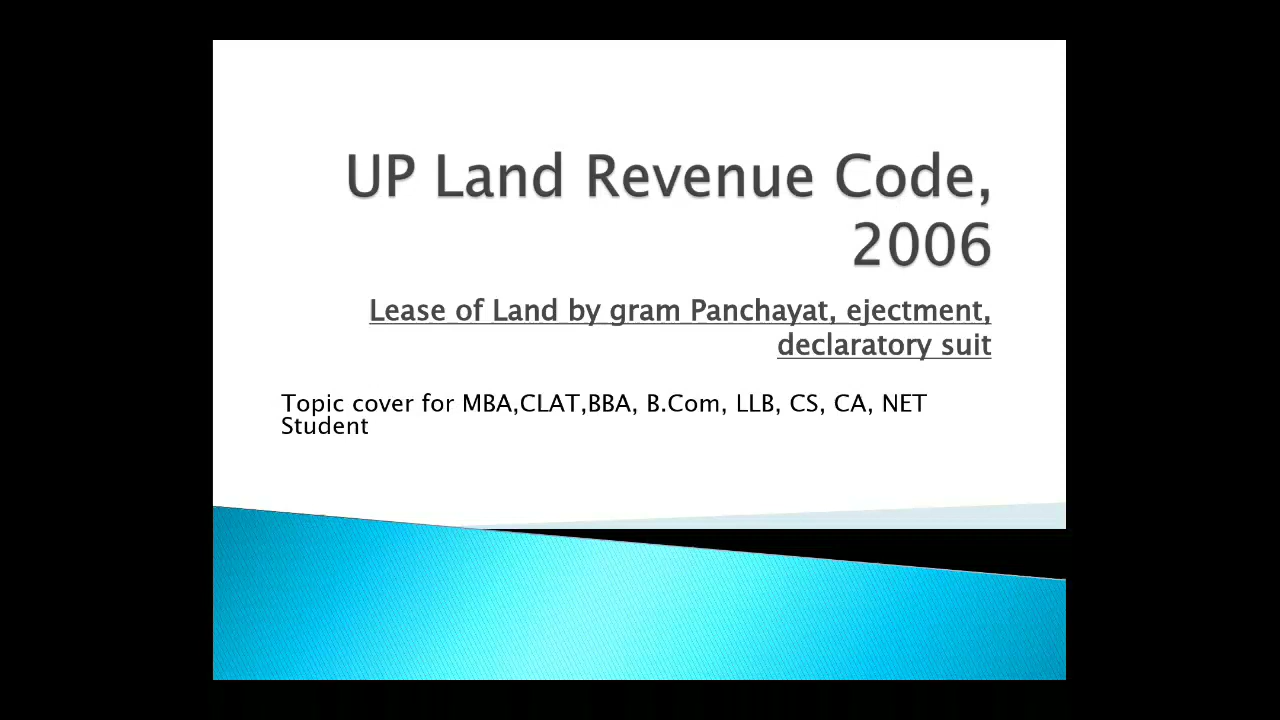 UP Land Revenue Code,
2006
Lease of Land by gram Panchayat, ejectment,
declaratory suit
Topic cover for MBA,CLAT,BBA, B.Com, LLB, CS, CA, NET
Student